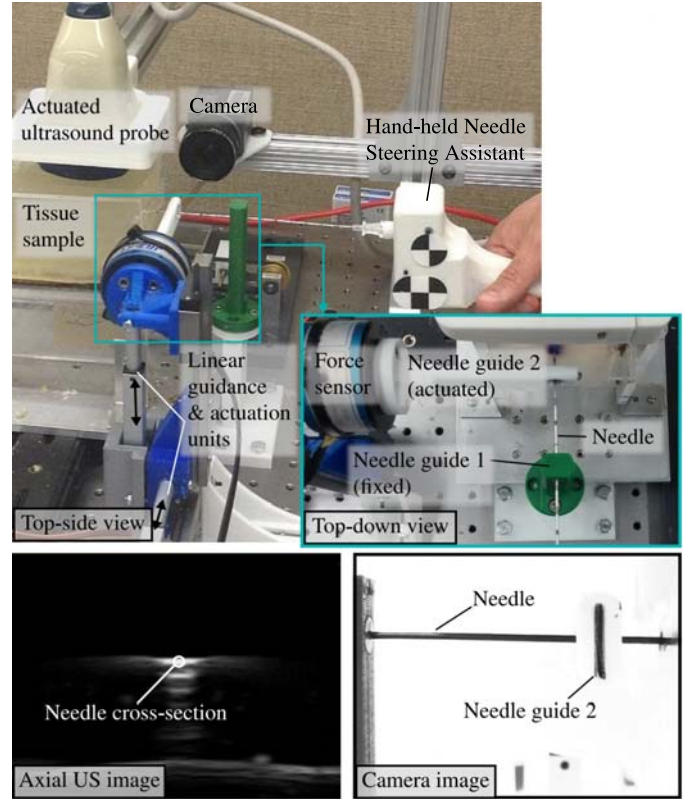 Actuated
ultrasound probe
Camera
Hand-held Needle
Steering Assistant
Tissue
sample
Linear
guidance
& actuation
units
Force
sensor
Needle guide 2
(actuated)
Needle
Needle guide 1
(fixed)
Top-side view
Top-down view
Needle cross-section
Axial US image
Needle
Needle guide 2
Camera image